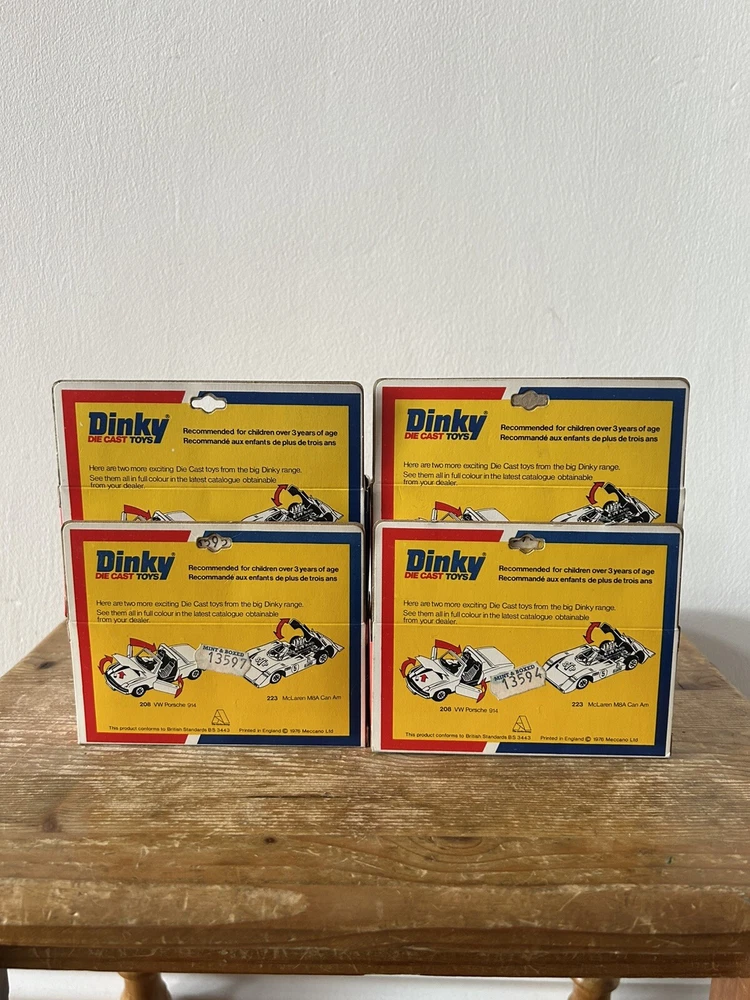 Dinky
DIE CAST TOYS
Recommended for children over 3 years of age
Recommandé aux enfants de plus de trois ans
Here are two more exciting Die Cast toys from the big Dinky range.
See them all in full colour in the latest catalogue obtainable
from your dealer.
Dinky
DIE CAST TOYS
Recommended for children over 3 years of age
Recommandé aux enfants de plus de trois ans
Here are two more exciting Die Cast toys from the big Dinky range.
See them all in full colour in the latest catalogue obtainable
from your dealer.
Dinky
DIE CAST TOYS
Recommended for children over 3 years of age
Recommandé aux enfants de plus de trois ans
Here are two more exciting Die Cast toys from the big Dinky range.
See them all in full colour in the latest catalogue obtainable
from your dealer.
MINT & BOXED
13597
5
208 VW Porsche 914
223 McLaren M8A Can Am
This product conforms to British Standards BS 3443
Printed in England © 1976 Meccano Ltd
Dinky
DIE CAST TOYS
Recommended for children over 3 years of age
Recommandé aux enfants de plus de trois ans
Here are two more exciting Die Cast toys from the big Dinky range.
See them all in full colour in the latest catalogue obtainable
from your dealer.
MINT & BOXED
13594
5
208 VW Porsche 914
223 McLaren M8A Can Am
This product conforms to British Standards BS 3443
Printed in England © 1976 Meccano Ltd